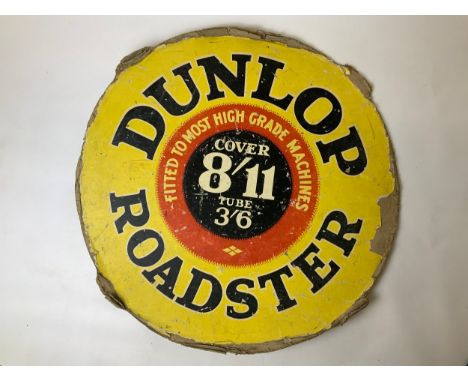 DUNLOP
FITTED TO MOST HIGH GRADE MACHINES
COVER
8/11
TUBE
3/6
ROADSTER